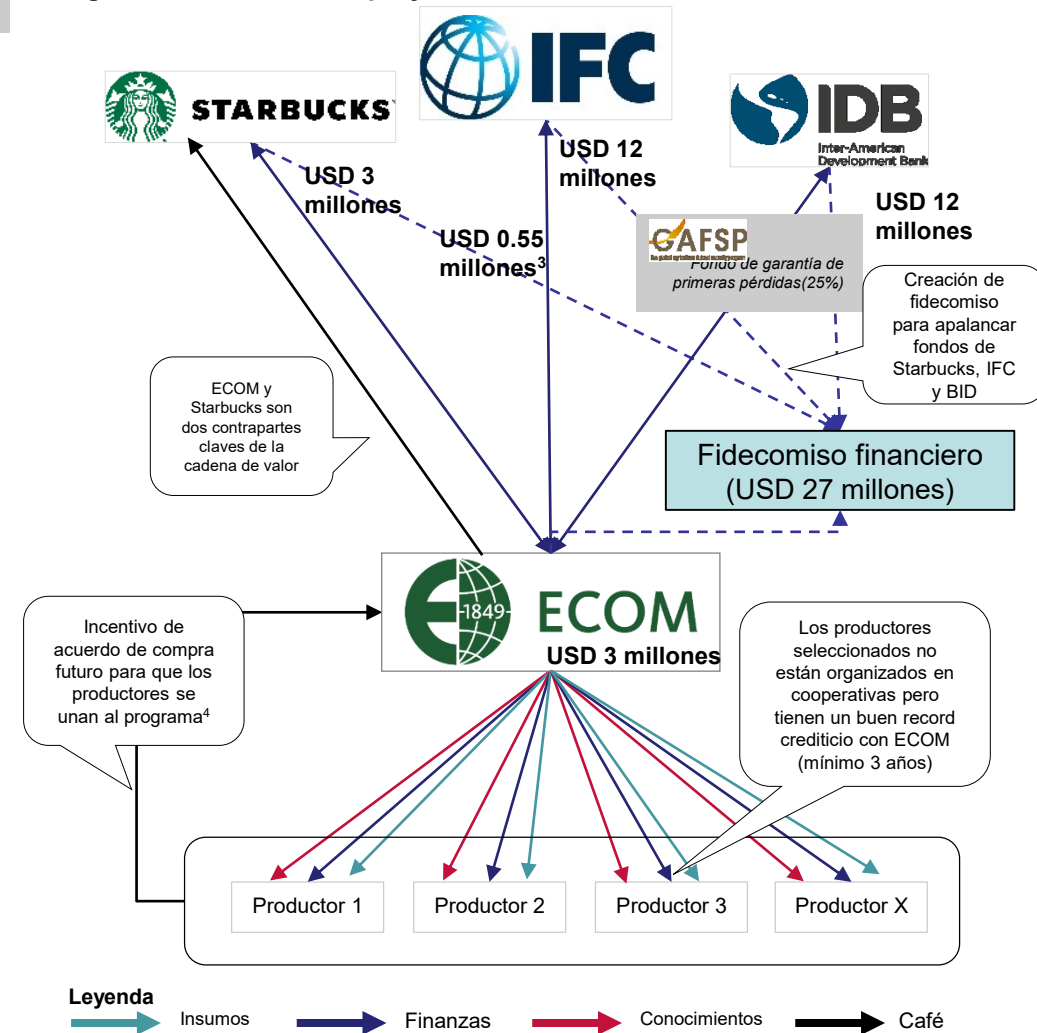 STARBUCKS
IFC
IDB
Inter-American
Development Bank
USD 3
millones
USD 12
millones
USD 12
millones
USD 0.55
millones3
GAFSP
Fondo de garantía de
primeras pérdidas(25%)
Creación de
fidecomiso
para apalancar
fondos de
Starbucks, IFC
y BID
ECOM y
Starbucks son
dos contrapartes
claves de la
cadena de valor
Fidecomiso financiero
(USD 27 millones)
1849
ECOM
USD 3 millones
Incentivo de
acuerdo de compra
futuro para que los
productores se
unan al programa4
Los productores
seleccionados no
están organizados en
cooperativas pero
tienen un buen record
crediticio con ECOM
(mínimo 3 años)
Productor 1
Productor 2
Productor 3
Productor X
Leyenda
Insumos
Finanzas
Conocimientos
Café